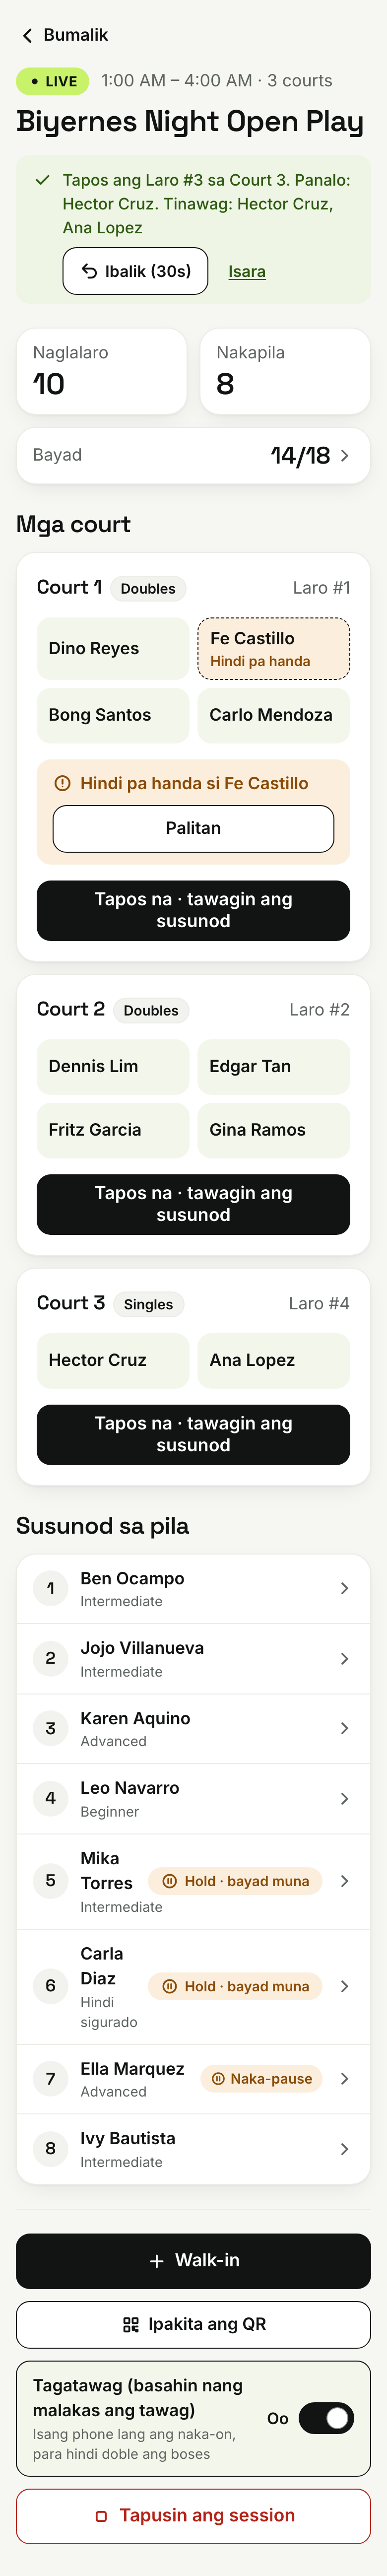 Bumalik
LIVE 1:00 AM – 4:00 AM · 3 courts
Biyernes Night Open Play
Tapos ang Laro #3 sa Court 3. Panalo:
Hector Cruz. Tinawag: Hector Cruz,
Ana Lopez
Ibalik (30s) Isara
Naglalaro
10
Nakapila
8
Bayad 14/18
Mga court
Court 1 Doubles Laro #1
Dino Reyes
Fe Castillo
Hindi pa handa
Bong Santos
Carlo Mendoza
Hindi pa handa si Fe Castillo
Palitan
Tapos na · tawagin ang
susunod
Court 2 Doubles Laro #2
Dennis Lim
Edgar Tan
Fritz Garcia
Gina Ramos
Tapos na · tawagin ang
susunod
Court 3 Singles Laro #4
Hector Cruz
Ana Lopez
Tapos na · tawagin ang
susunod
Susunod sa pila
1 Ben Ocampo
Intermediate
2 Jojo Villanueva
Intermediate
3 Karen Aquino
Advanced
4 Leo Navarro
Beginner
5 Mika
Torres
Intermediate
Hold · bayad muna
6 Carla
Diaz
Hindi
sigurado
Hold · bayad muna
7 Ella Marquez
Advanced
Naka-pause
8 Ivy Bautista
Intermediate
Walk-in
Ipakita ang QR
Tagatawag (basahin nang
malakas ang tawag)
Isang phone lang ang naka-on,
para hindi doble ang boses
Oo
Tapusin ang session